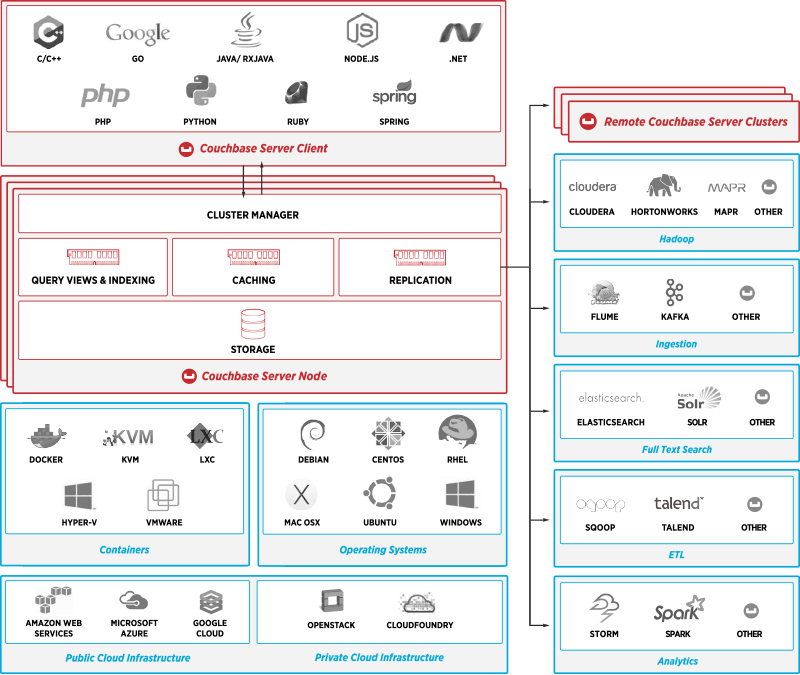 Google
C/C++
GO
JAVA/ RXJAVA
NODE.JS
.NET
php
spring
PHP
PYTHON
RUBY
SPRING
Couchbase Server Client
CLUSTER MANAGER
QUERY VIEWS & INDEXING
CACHING
REPLICATION
STORAGE
Couchbase Server Node
KVM
LXC
DOCKER
KVM
LXC
HYPER-V
VMWARE
Containers
DEBIAN
CENTOS
RHEL
X
MAC OSX
UBUNTU
WINDOWS
Operating Systems
AMAZON WEB
SERVICES
MICROSOFT
AZURE
GOOGLE
CLOUD
Public Cloud Infrastructure
OPENSTACK
CLOUDFOUNDRY
Private Cloud Infrastructure
Remote Couchbase Server Clusters
cloudera
MAPR
CLOUDERA
HORTONWORKS
MAPR
OTHER
Hadoop
FLUME
KAFKA
OTHER
Ingestion
elasticsearch.
Apache
Solr
ELASTICSEARCH
SOLR
OTHER
Full Text Search
sqoop
talend
SQOOP
TALEND
OTHER
ETL
Spark
STORM
SPARK
OTHER
Analytics